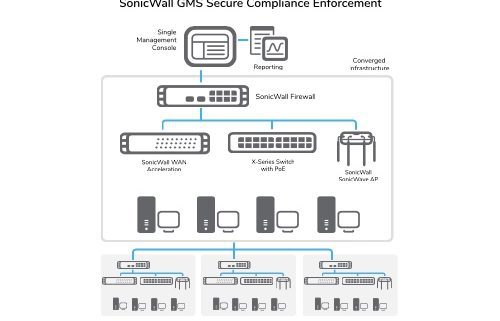 SonicWall GMS Secure Compliance Enforcement
Single
Management
Console
Reporting
Converged
Infrastructure
SonicWall Firewall
SonicWall WAN
Acceleration
X-Series Switch
with PoE
SonicWall
SonicWave AP